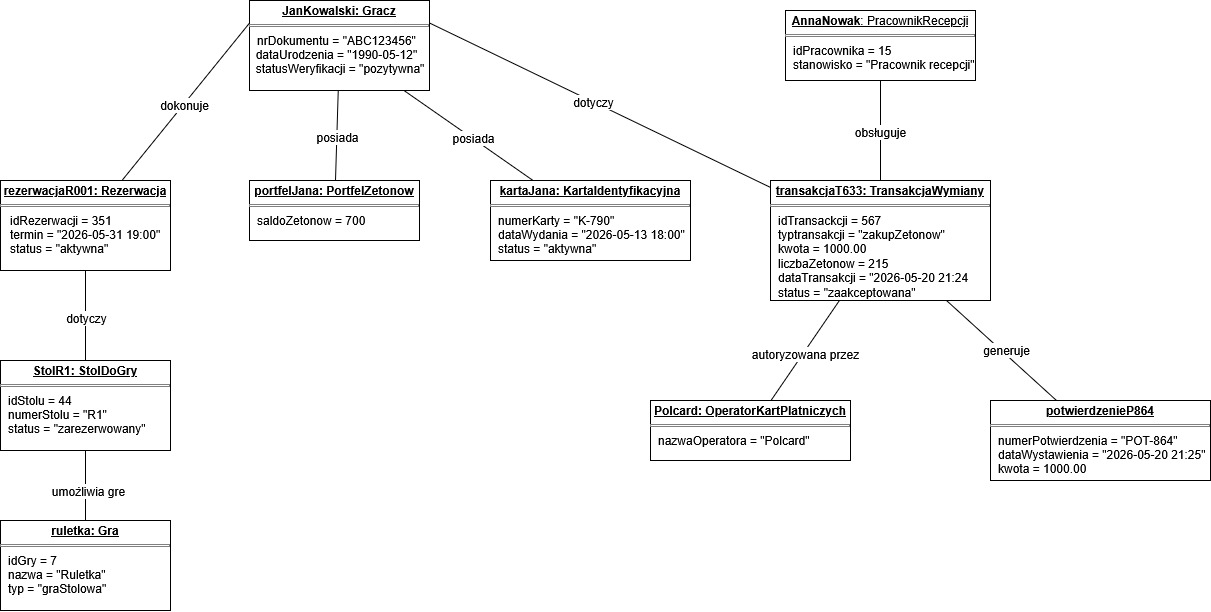 JanKowalski: Gracz
nrDokumentu = "ABC123456"
dataUrodzenia = "1990-05-12"
statusWeryfikacji = "pozytywna"
AnnaNowak: PracownikRecepcji
idPracownika = 15
stanowisko = "Pracownik recepcji"
dokonuje
posiada
posiada
dotyczy
obsługuje
rezerwacjaR001: Rezerwacja
idRezerwacji = 351
termin = "2026-05-31 19:00"
status = "aktywna"
portfelJana: PortfelZetonow
saldoZetonow = 700
kartaJana: KartaIdentyfikacyjna
numerKarty = "K-790"
dataWydania = "2026-05-13 18:00"
status = "aktywna"
transakcjaT633: TransakcjaWymiany
idTransackcji = 567
typtransakcji = "zakupZetonow"
kwota = 1000.00
liczbaZetonow = 215
dataTransakcji = "2026-05-20 21:24
status = "zaakceptowana"
dotyczy
autoryzowana przez
generuje
StolR1: StolDoGry
idStolu = 44
numerStolu = "R1"
status = "zarezerwowany"
Polcard: OperatorKartPlatniczych
nazwaOperatora = "Polcard"
potwierdzenieP864
numerPotwierdzenia = "POT-864"
dataWystawienia = "2026-05-20 21:25"
kwota = 1000.00
umożliwia gre
ruletka: Gra
idGry = 7
nazwa = "Ruletka"
typ = "graStolowa"